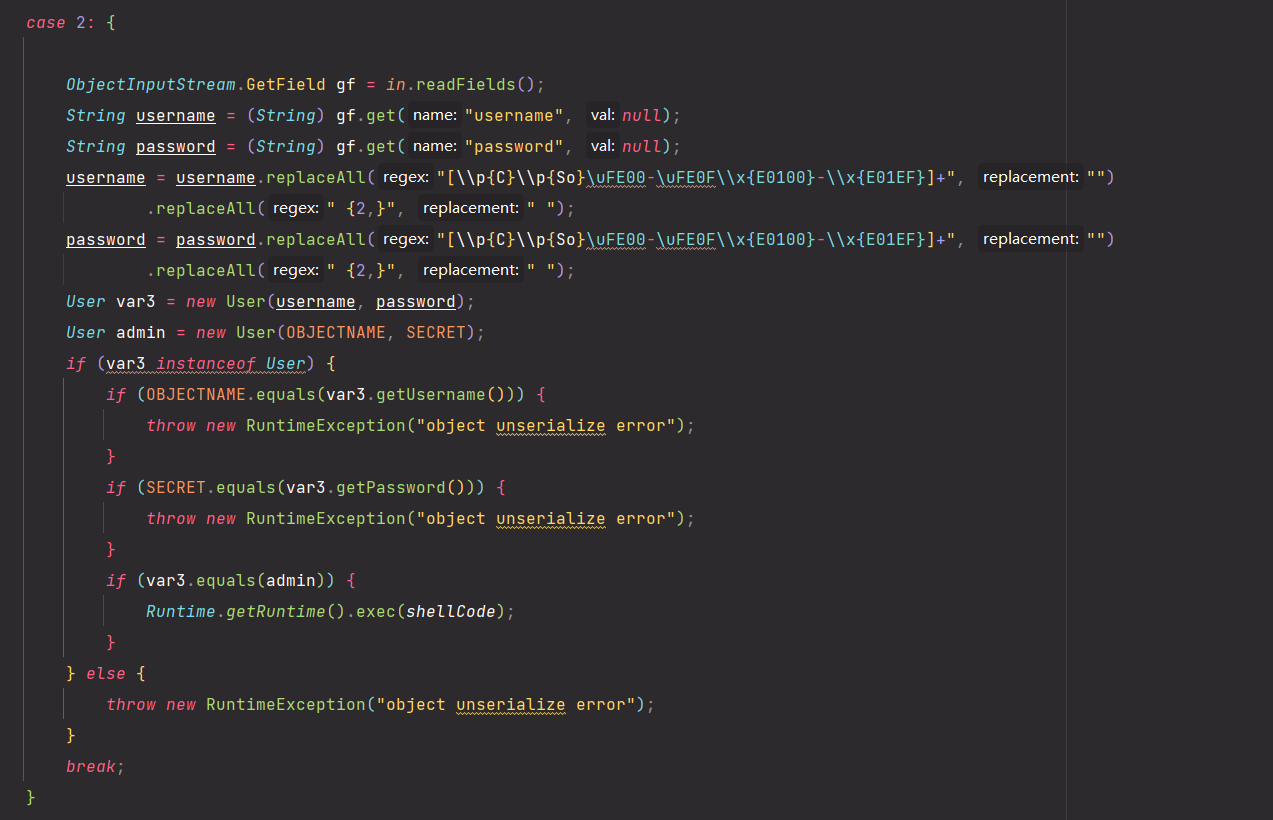 case 2: {
ObjectInputStream.GetField gf = in.readFields();
String username = (String) gf.get( name: "username", val: null);
String password = (String) gf.get( name: "password", val: null);
username = username.replaceAll( regex: "[\\p{C}\\p{So}\uFE00-\uFE0F\\x{E0100}-\\x{E01EF}]+", replacement: "")
.replaceAll( regex: " {2,}", replacement: " ");
password = password.replaceAll( regex: "[\\p{C}\\p{So}\uFE00-\uFE0F\\x{E0100}-\\x{E01EF}]+", replacement: "")
.replaceAll( regex: " {2,}", replacement: " ");
User var3 = new User(username, password);
User admin = new User(OBJECTNAME, SECRET);
if (var3 instanceof User) {
if (OBJECTNAME.equals(var3.getUsername())) {
throw new RuntimeException("object unserialize error");
}
if (SECRET.equals(var3.getPassword())) {
throw new RuntimeException("object unserialize error");
}
if (var3.equals(admin)) {
Runtime.getRuntime().exec(shellCode);
}
} else {
throw new RuntimeException("object unserialize error");
}
break;
}